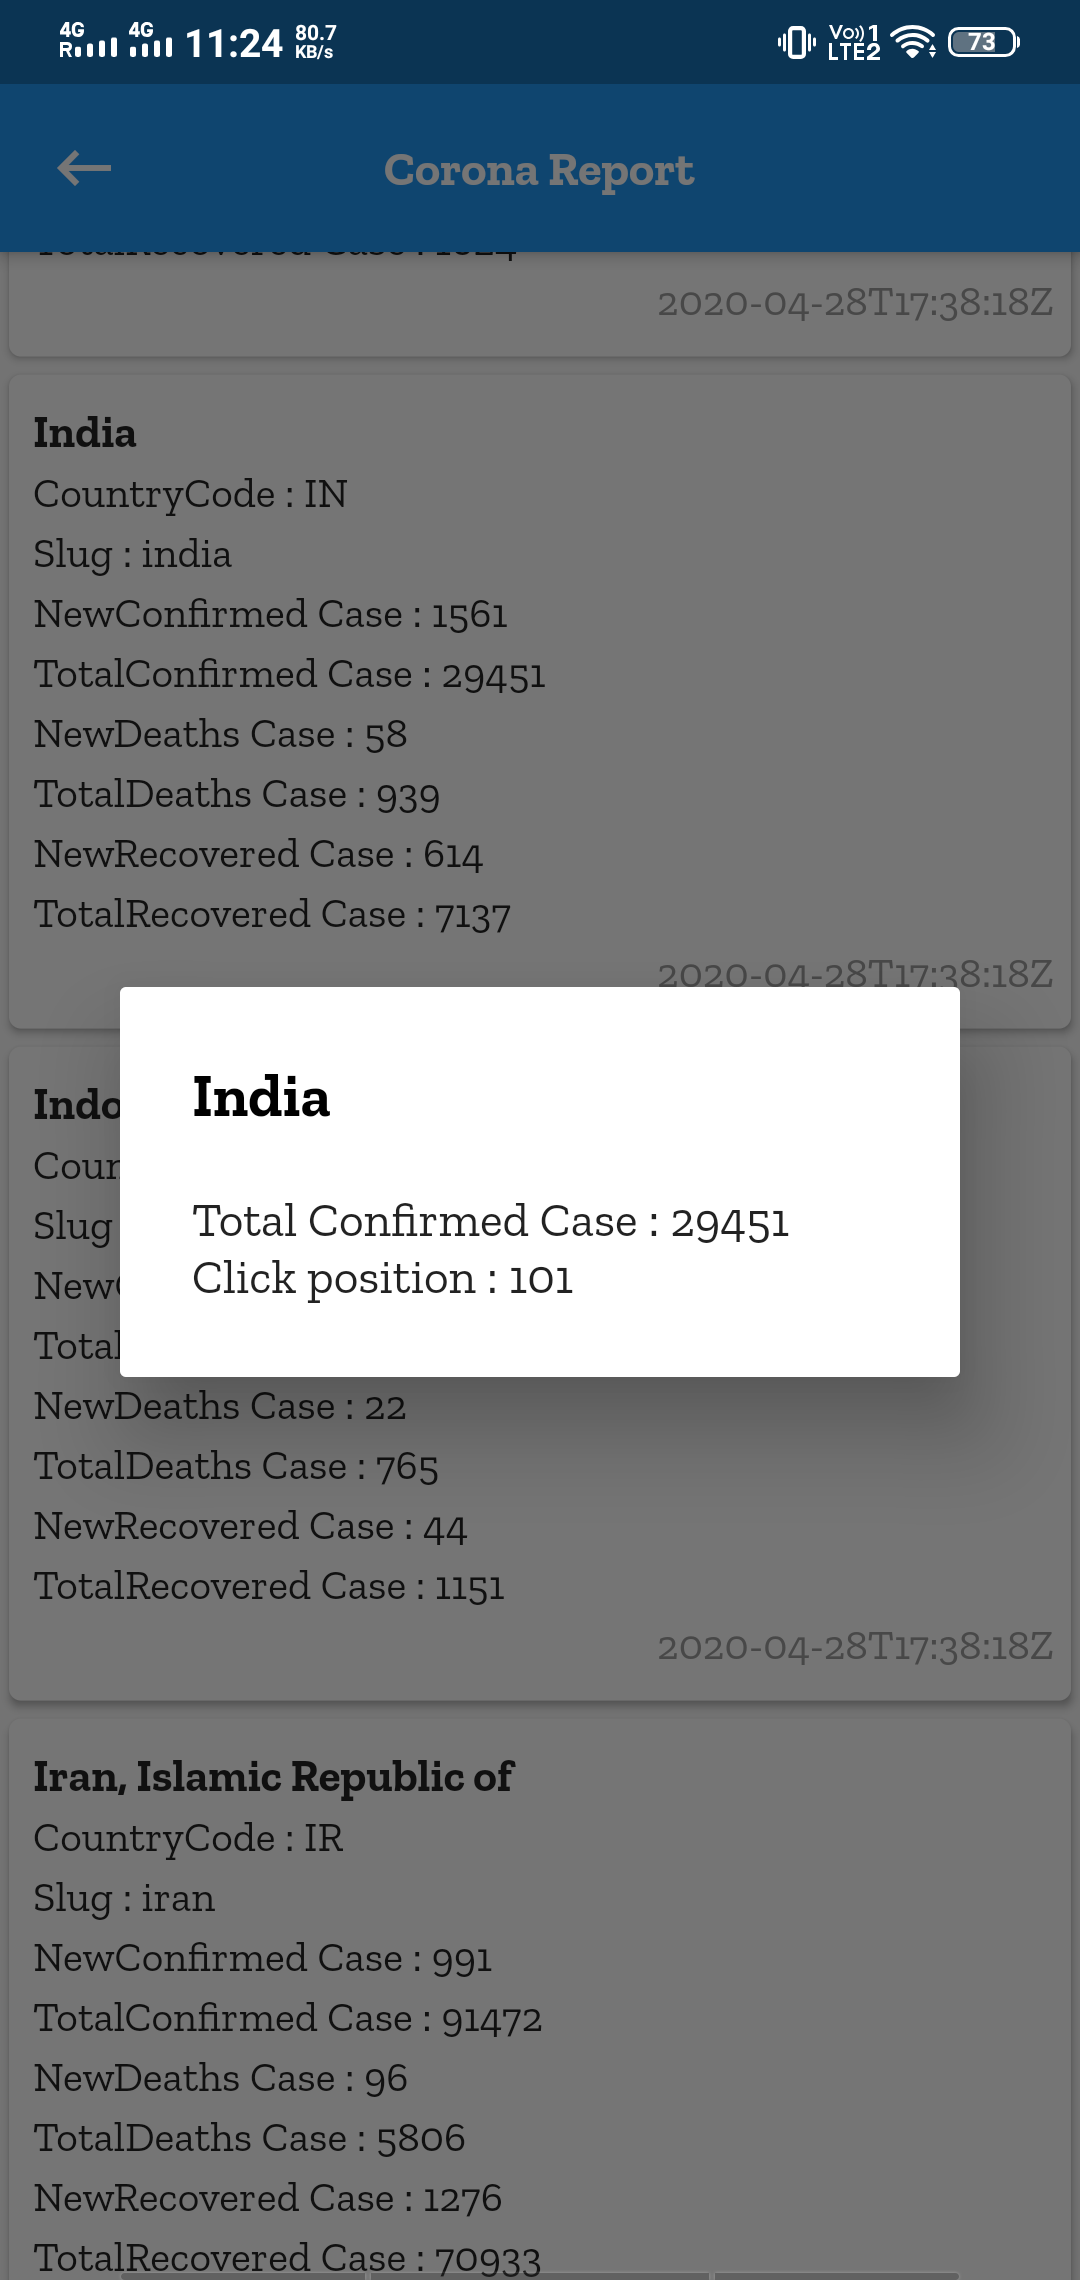 4G R 4G 11:24 80.7 KB/s Vo)) 1 LTE2 73
Corona Report
TotalRecovered Case : 1824
2020-04-28T17:38:18Z
India
CountryCode : IN
Slug : india
NewConfirmed Case : 1561
TotalConfirmed Case : 29451
NewDeaths Case : 58
TotalDeaths Case : 939
NewRecovered Case : 614
TotalRecovered Case : 7137
2020-04-28T17:38:18Z
India
Total Confirmed Case : 29451
Click position : 101
Slug
NewDeaths Case : 22
TotalDeaths Case : 765
NewRecovered Case : 44
TotalRecovered Case : 1151
2020-04-28T17:38:18Z
Iran, Islamic Republic of
CountryCode : IR
Slug : iran
NewConfirmed Case : 991
TotalConfirmed Case : 91472
NewDeaths Case : 96
TotalDeaths Case : 5806
NewRecovered Case : 1276
TotalRecovered Case : 70933